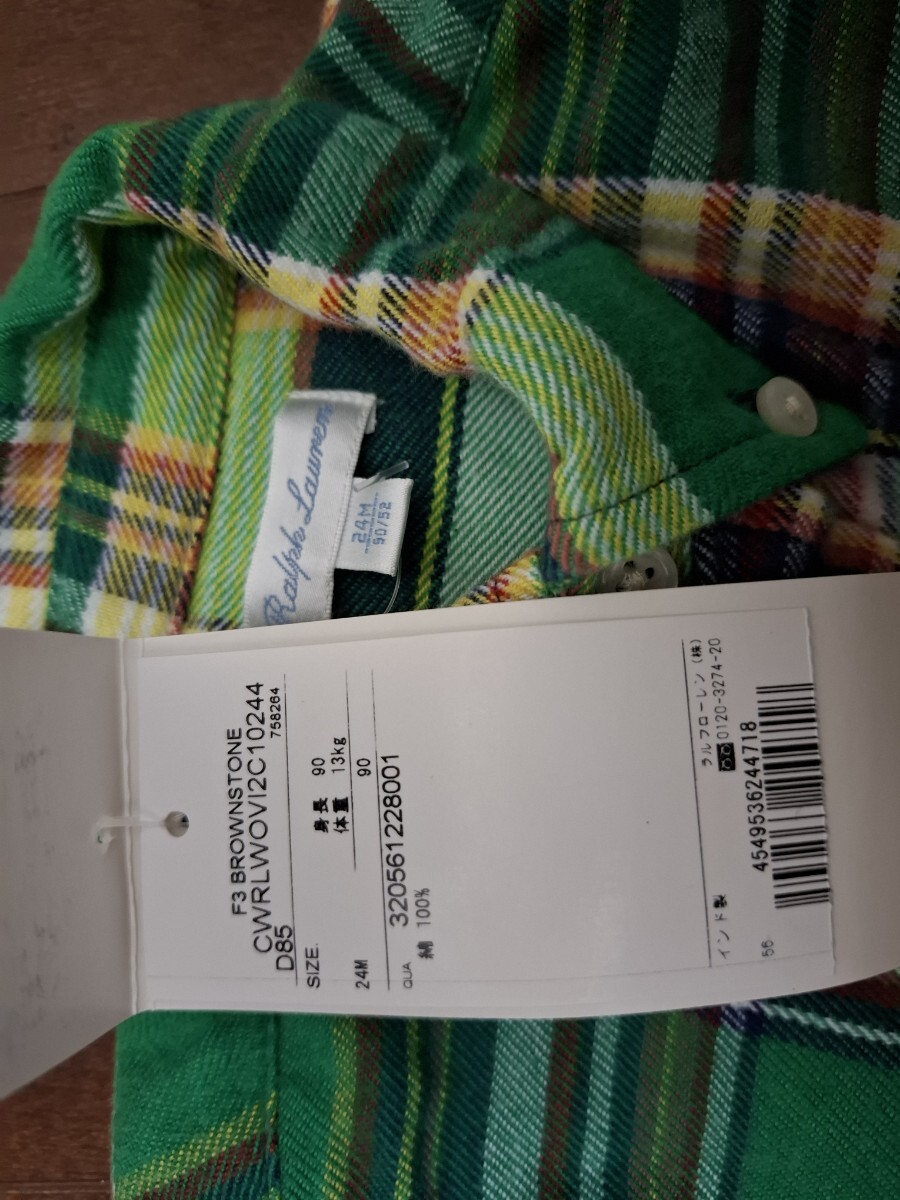 Ralph Lauren
24M
90/52
F3 BROWNSTONE
CWRLWOVI2C10244
D85 758264
SIZE.
身長 90
体重 13kg
24M 90
320561228001
QUA.
綿 100%
ラルフローレン(株)
0120-3274-20
4549536244718
インド製
56